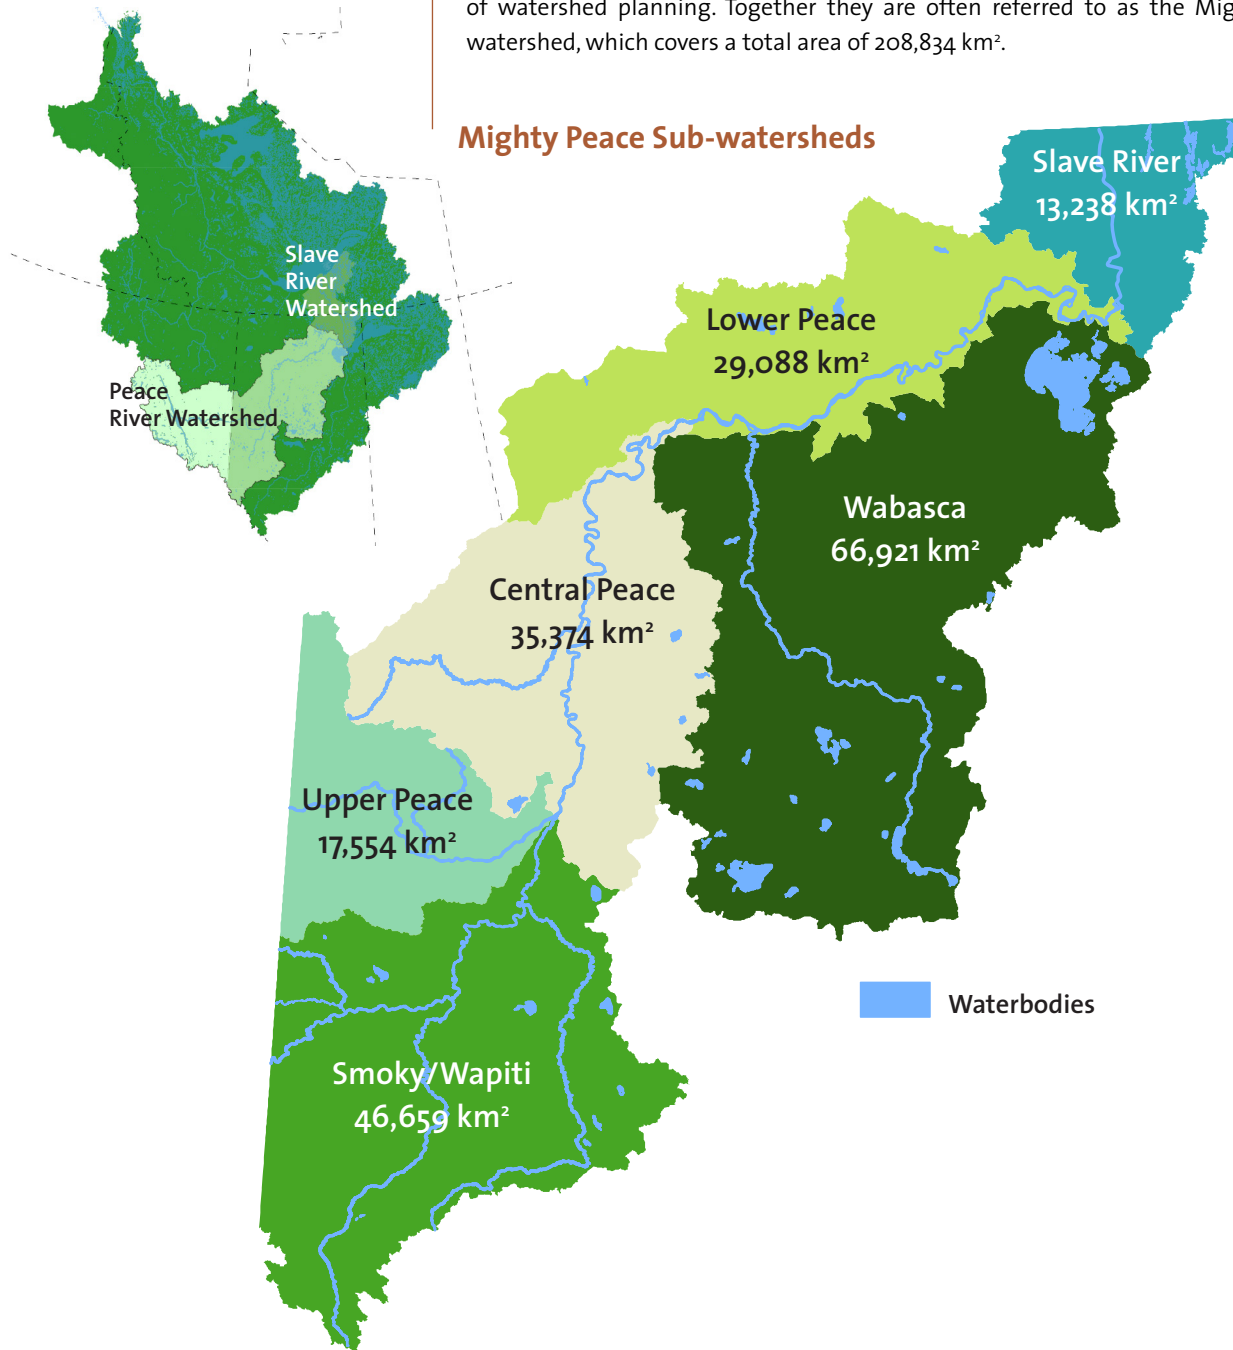 of watershed planning. Together they are often referred to as the
watershed, which covers a total area of 208,834 km².
Mighty Peace Sub-watersheds
Slave River
13,238 km²
Slave
River
Watershed
Lower Peace
29,088 km²
Peace
River Watershed
Wabasca
66,921 km²
Central Peace
35,374 km²
Upper Peace
17,554 km²
Waterbodies
Smoky/Wapiti
46,659 km²